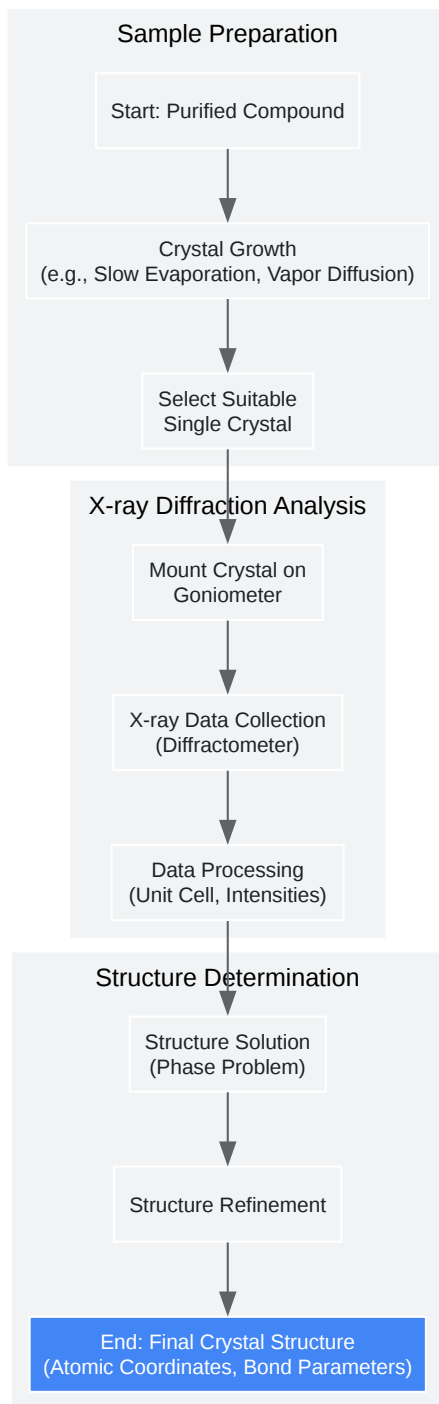 Sample Preparation
Start: Purified Compound
Crystal Growth
(e.g., Slow Evaporation, Vapor Diffusion)
Select Suitable
Single Crystal
X-ray Diffraction Analysis
Mount Crystal on
Goniometer
X-ray Data Collection
(Diffractometer)
Data Processing
(Unit Cell, Intensities)
Structure Determination
Structure Solution
(Phase Problem)
Structure Refinement
End: Final Crystal Structure
(Atomic Coordinates, Bond Parameters)